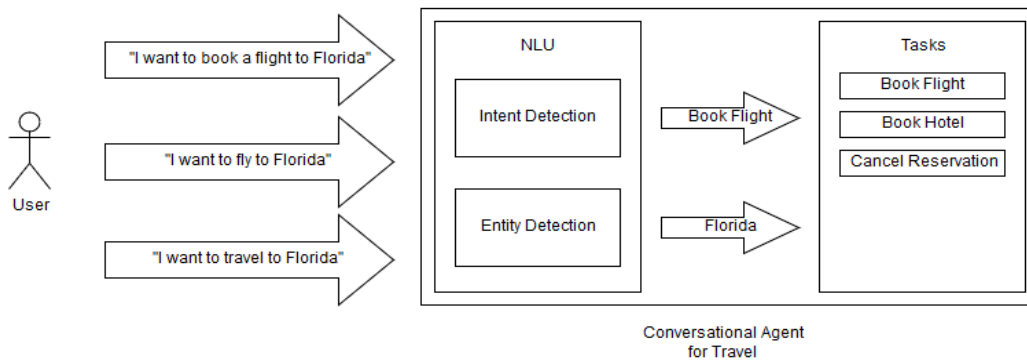 "I want to book a flight to Florida"
"I want to fly to Florida"
"I want to travel to Florida"
User
NLU
Intent Detection
Entity Detection
Book Flight
Florida
Tasks
Book Flight
Book Hotel
Cancel Reservation
Conversational Agent
for Travel